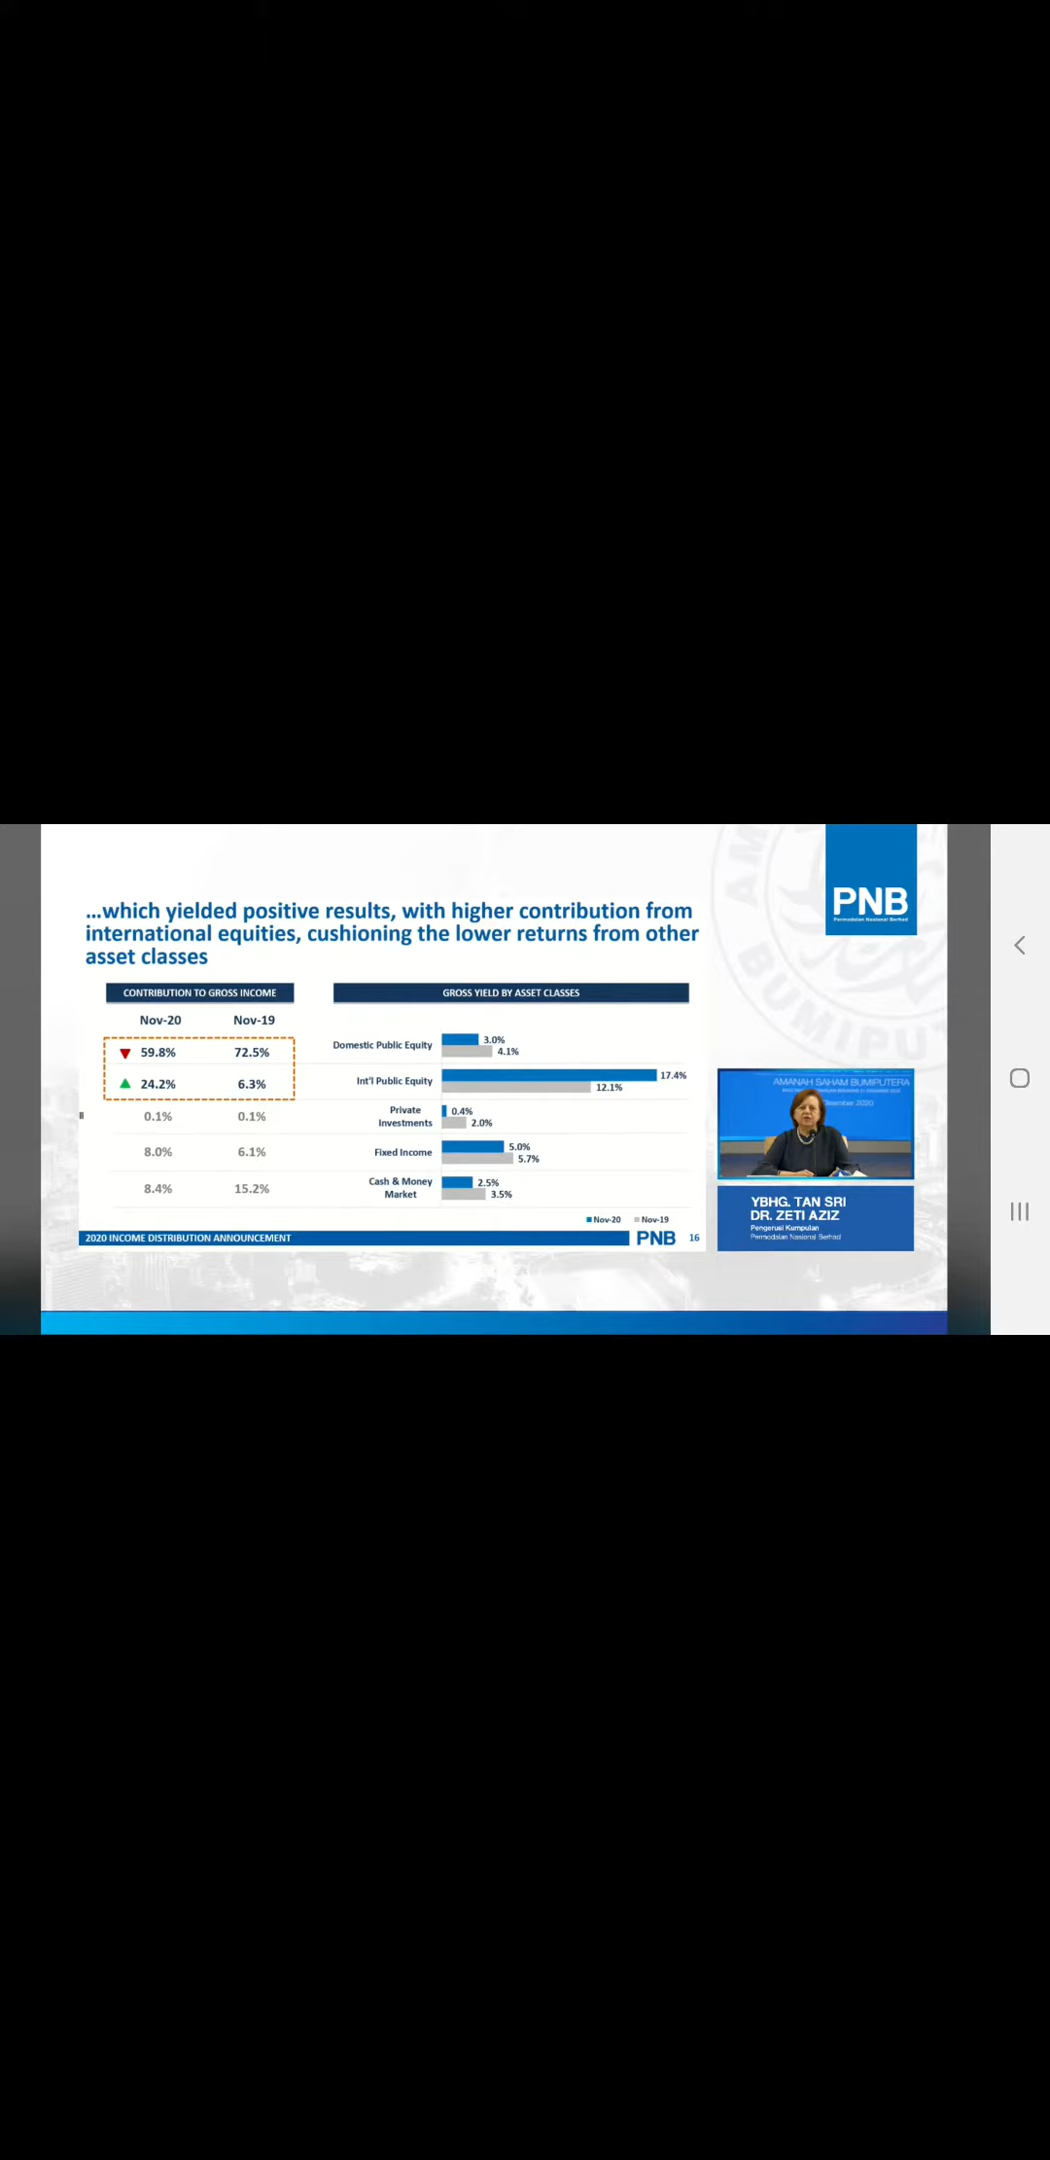 PNB
Permodalan Nasional Berhad
...which yielded positive results, with higher contribution from
international equities, cushioning the lower returns from other
asset classes
CONTRIBUTION TO GROSS INCOME
GROSS YIELD BY ASSET CLASSES
Nov-20 Nov-19
59.8% 72.5%
Domestic Public Equity
3.0%
4.1%
24.2% 6.3%
Int'l Public Equity
17.4%
12.1%
0.1% 0.1%
Private
Investments
0.4%
2.0%
8.0% 6.1%
Fixed Income
5.0%
5.7%
8.4% 15.2%
Cash & Money
Market
2.5%
3.5%
Nov-20 Nov-19
2020 INCOME DISTRIBUTION ANNOUNCEMENT
PNB 16
AMANAH SAHAM BUMIPUTERA
YBHG. TAN SRI
DR. ZETI AZIZ
Pengerusi Kumpulan
Permodalan Nasional Berhad
AM
BUMIPUT